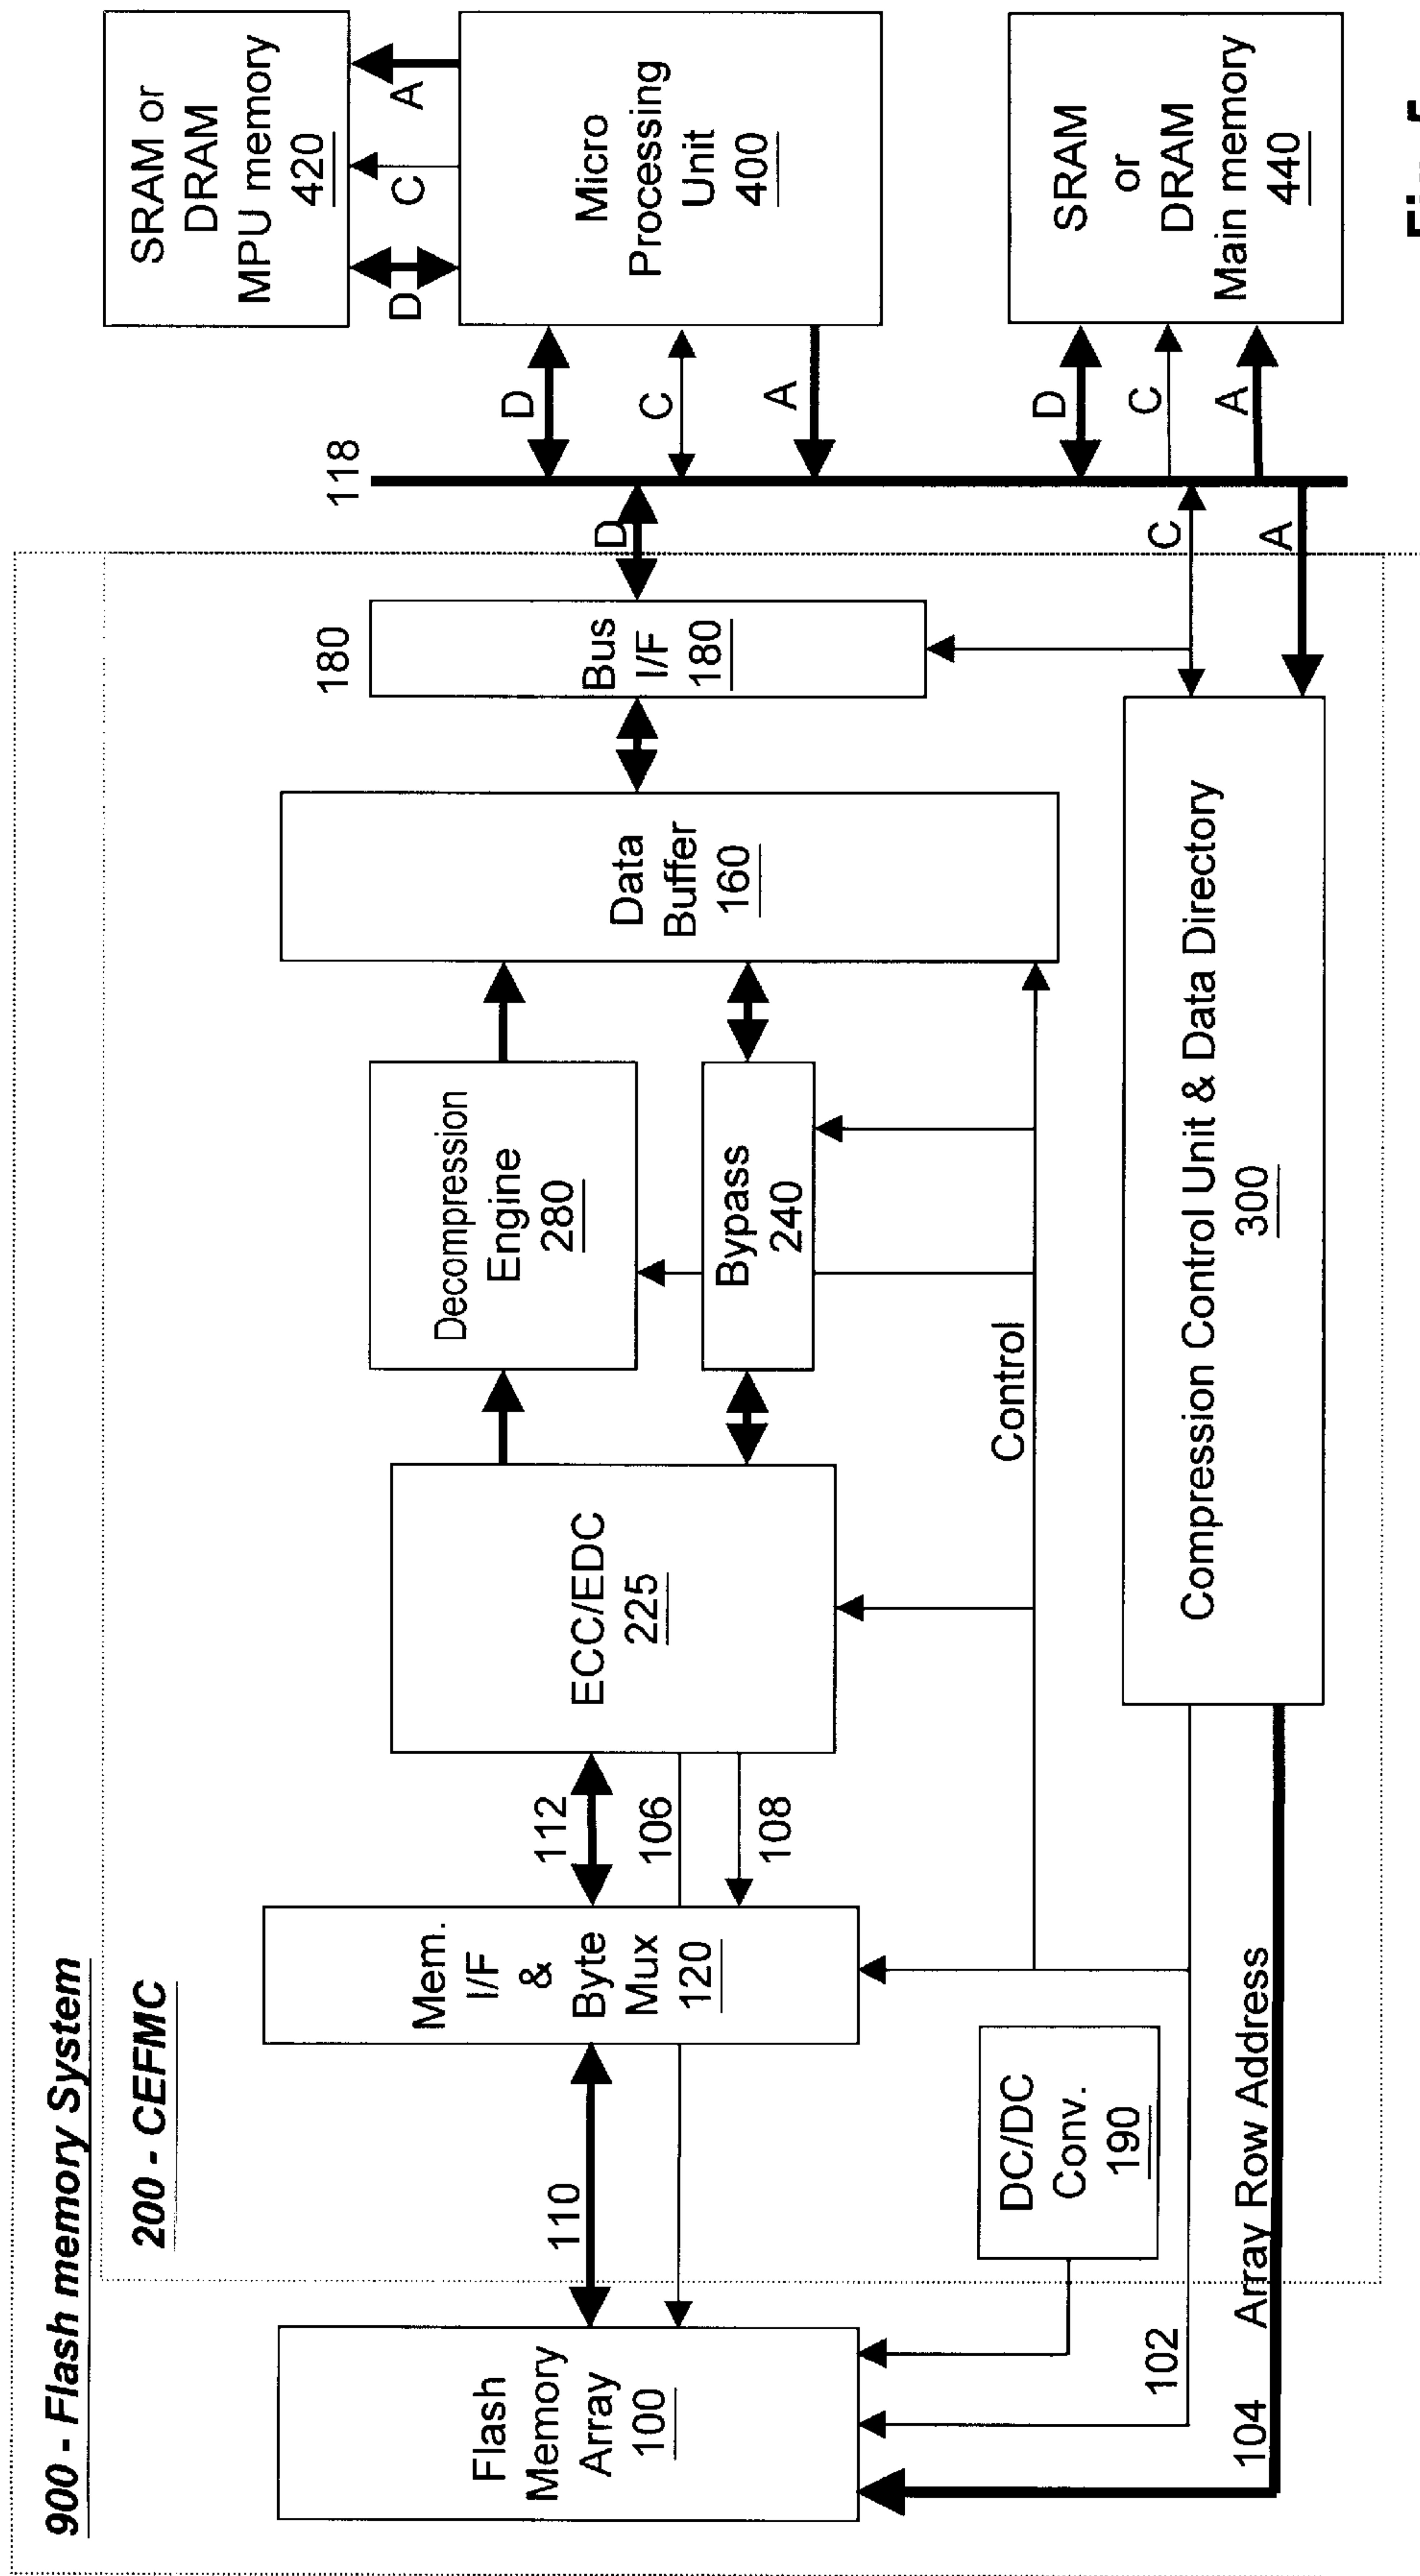 900 - Flash memory System
200 - CEFMC
Flash
Memory
Array
100
110
Mem.
I/F
&
Byte
Mux
120
112
106
108
ECC/EDC
225
Decompression
Engine
280
Bypass
240
Data
Buffer
160
180
Bus
I/F
180
D
118
D
C
A
SRAM or
DRAM
MPU memory
420
D
C
A
Micro
Processing
Unit
400
D
C
A
SRAM
or
DRAM
Main memory
440
C
A
Control
DC/DC
Conv.
190
102
104
Array Row Address
Compression Control Unit & Data Directory
300